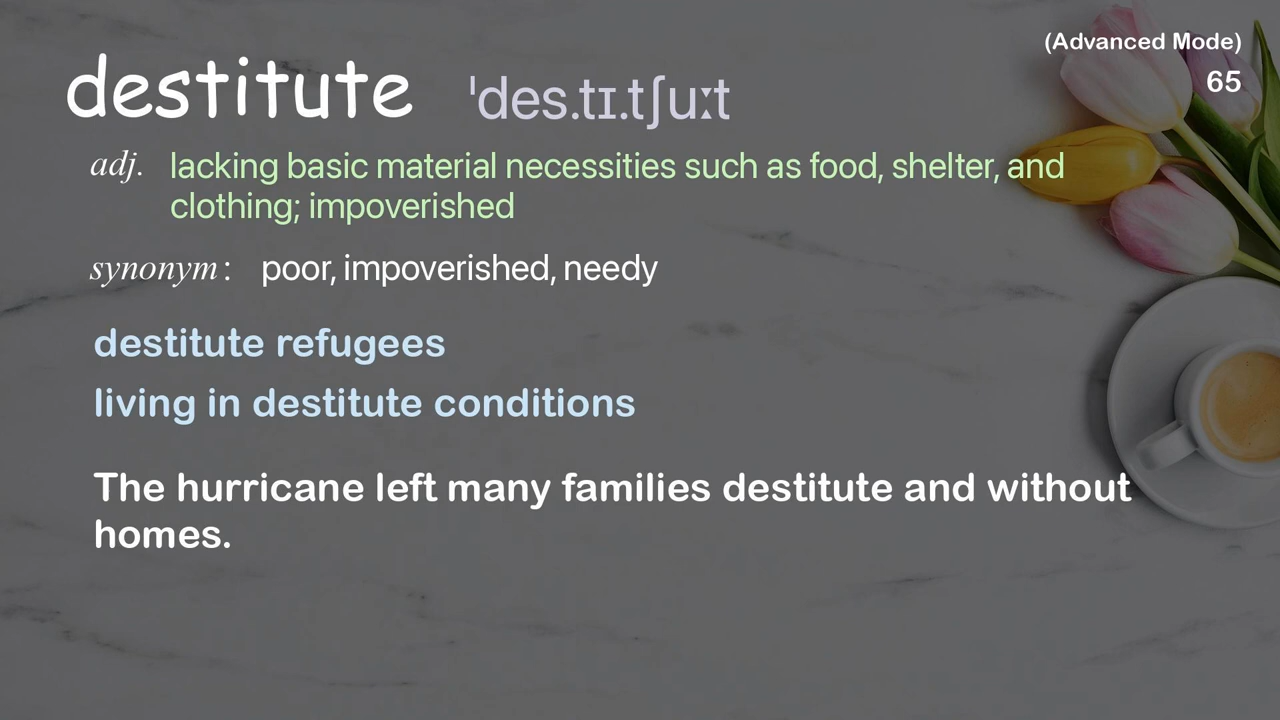 (Advanced Mode)
65
destitute ˈdes.tɪ.tʃuːt
adj. lacking basic material necessities such as food, shelter, and
clothing; impoverished
synonym: poor, impoverished, needy
destitute refugees
living in destitute conditions
The hurricane left many families destitute and without
homes.